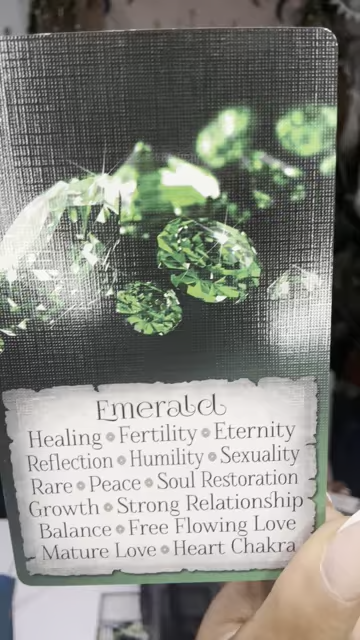 Emerald
Healing • Fertility • Eternity
Reflection • Humility • Sexuality
Rare • Peace • Soul Restoration
Growth • Strong Relationship
Balance • Free Flowing Love
Mature Love • Heart Chakra